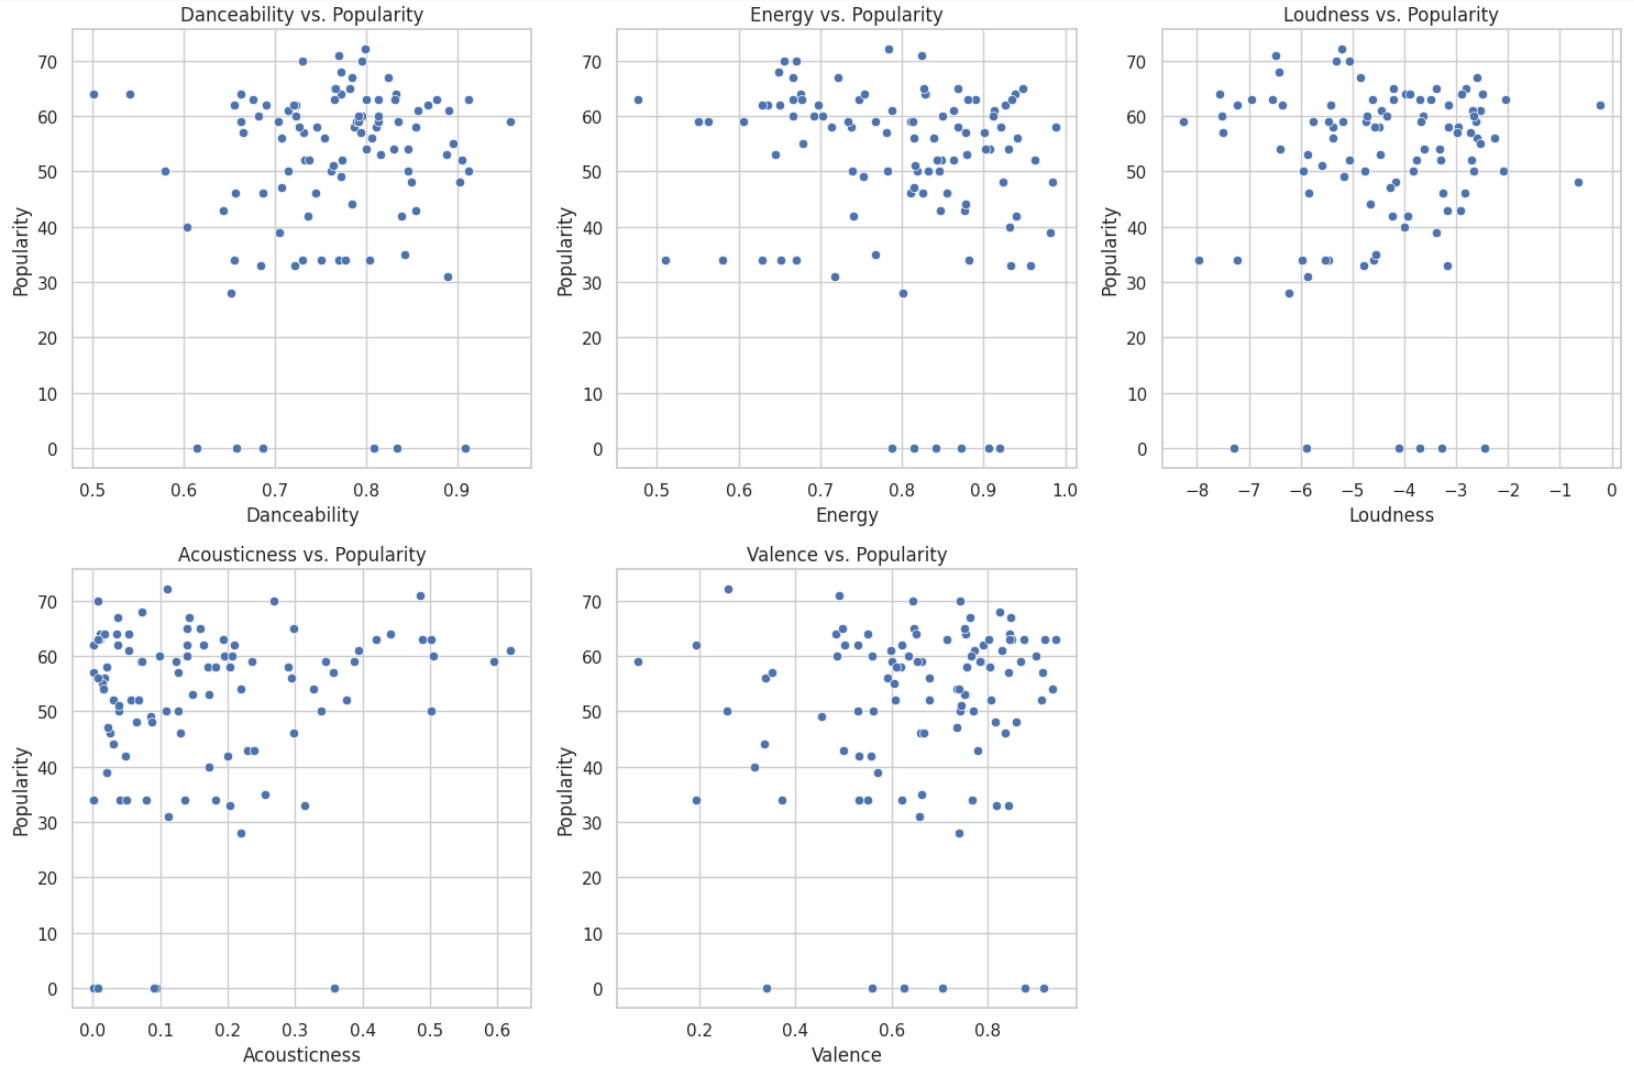 Danceability vs. Popularity
Popularity
70
60
50
40
30
20
10
0
0.5 0.6 0.7 0.8 0.9
Danceability
Energy vs. Popularity
Popularity
70
60
50
40
30
20
10
0
0.5 0.6 0.7 0.8 0.9 1.0
Energy
Loudness vs. Popularity
Popularity
70
60
50
40
30
20
10
0
−8 −7 −6 −5 −4 −3 −2 −1 0
Loudness
Acousticness vs. Popularity
Popularity
70
60
50
40
30
20
10
0
0.0 0.1 0.2 0.3 0.4 0.5 0.6
Acousticness
Valence vs. Popularity
Popularity
70
60
50
40
30
20
10
0
0.2 0.4 0.6 0.8
Valence